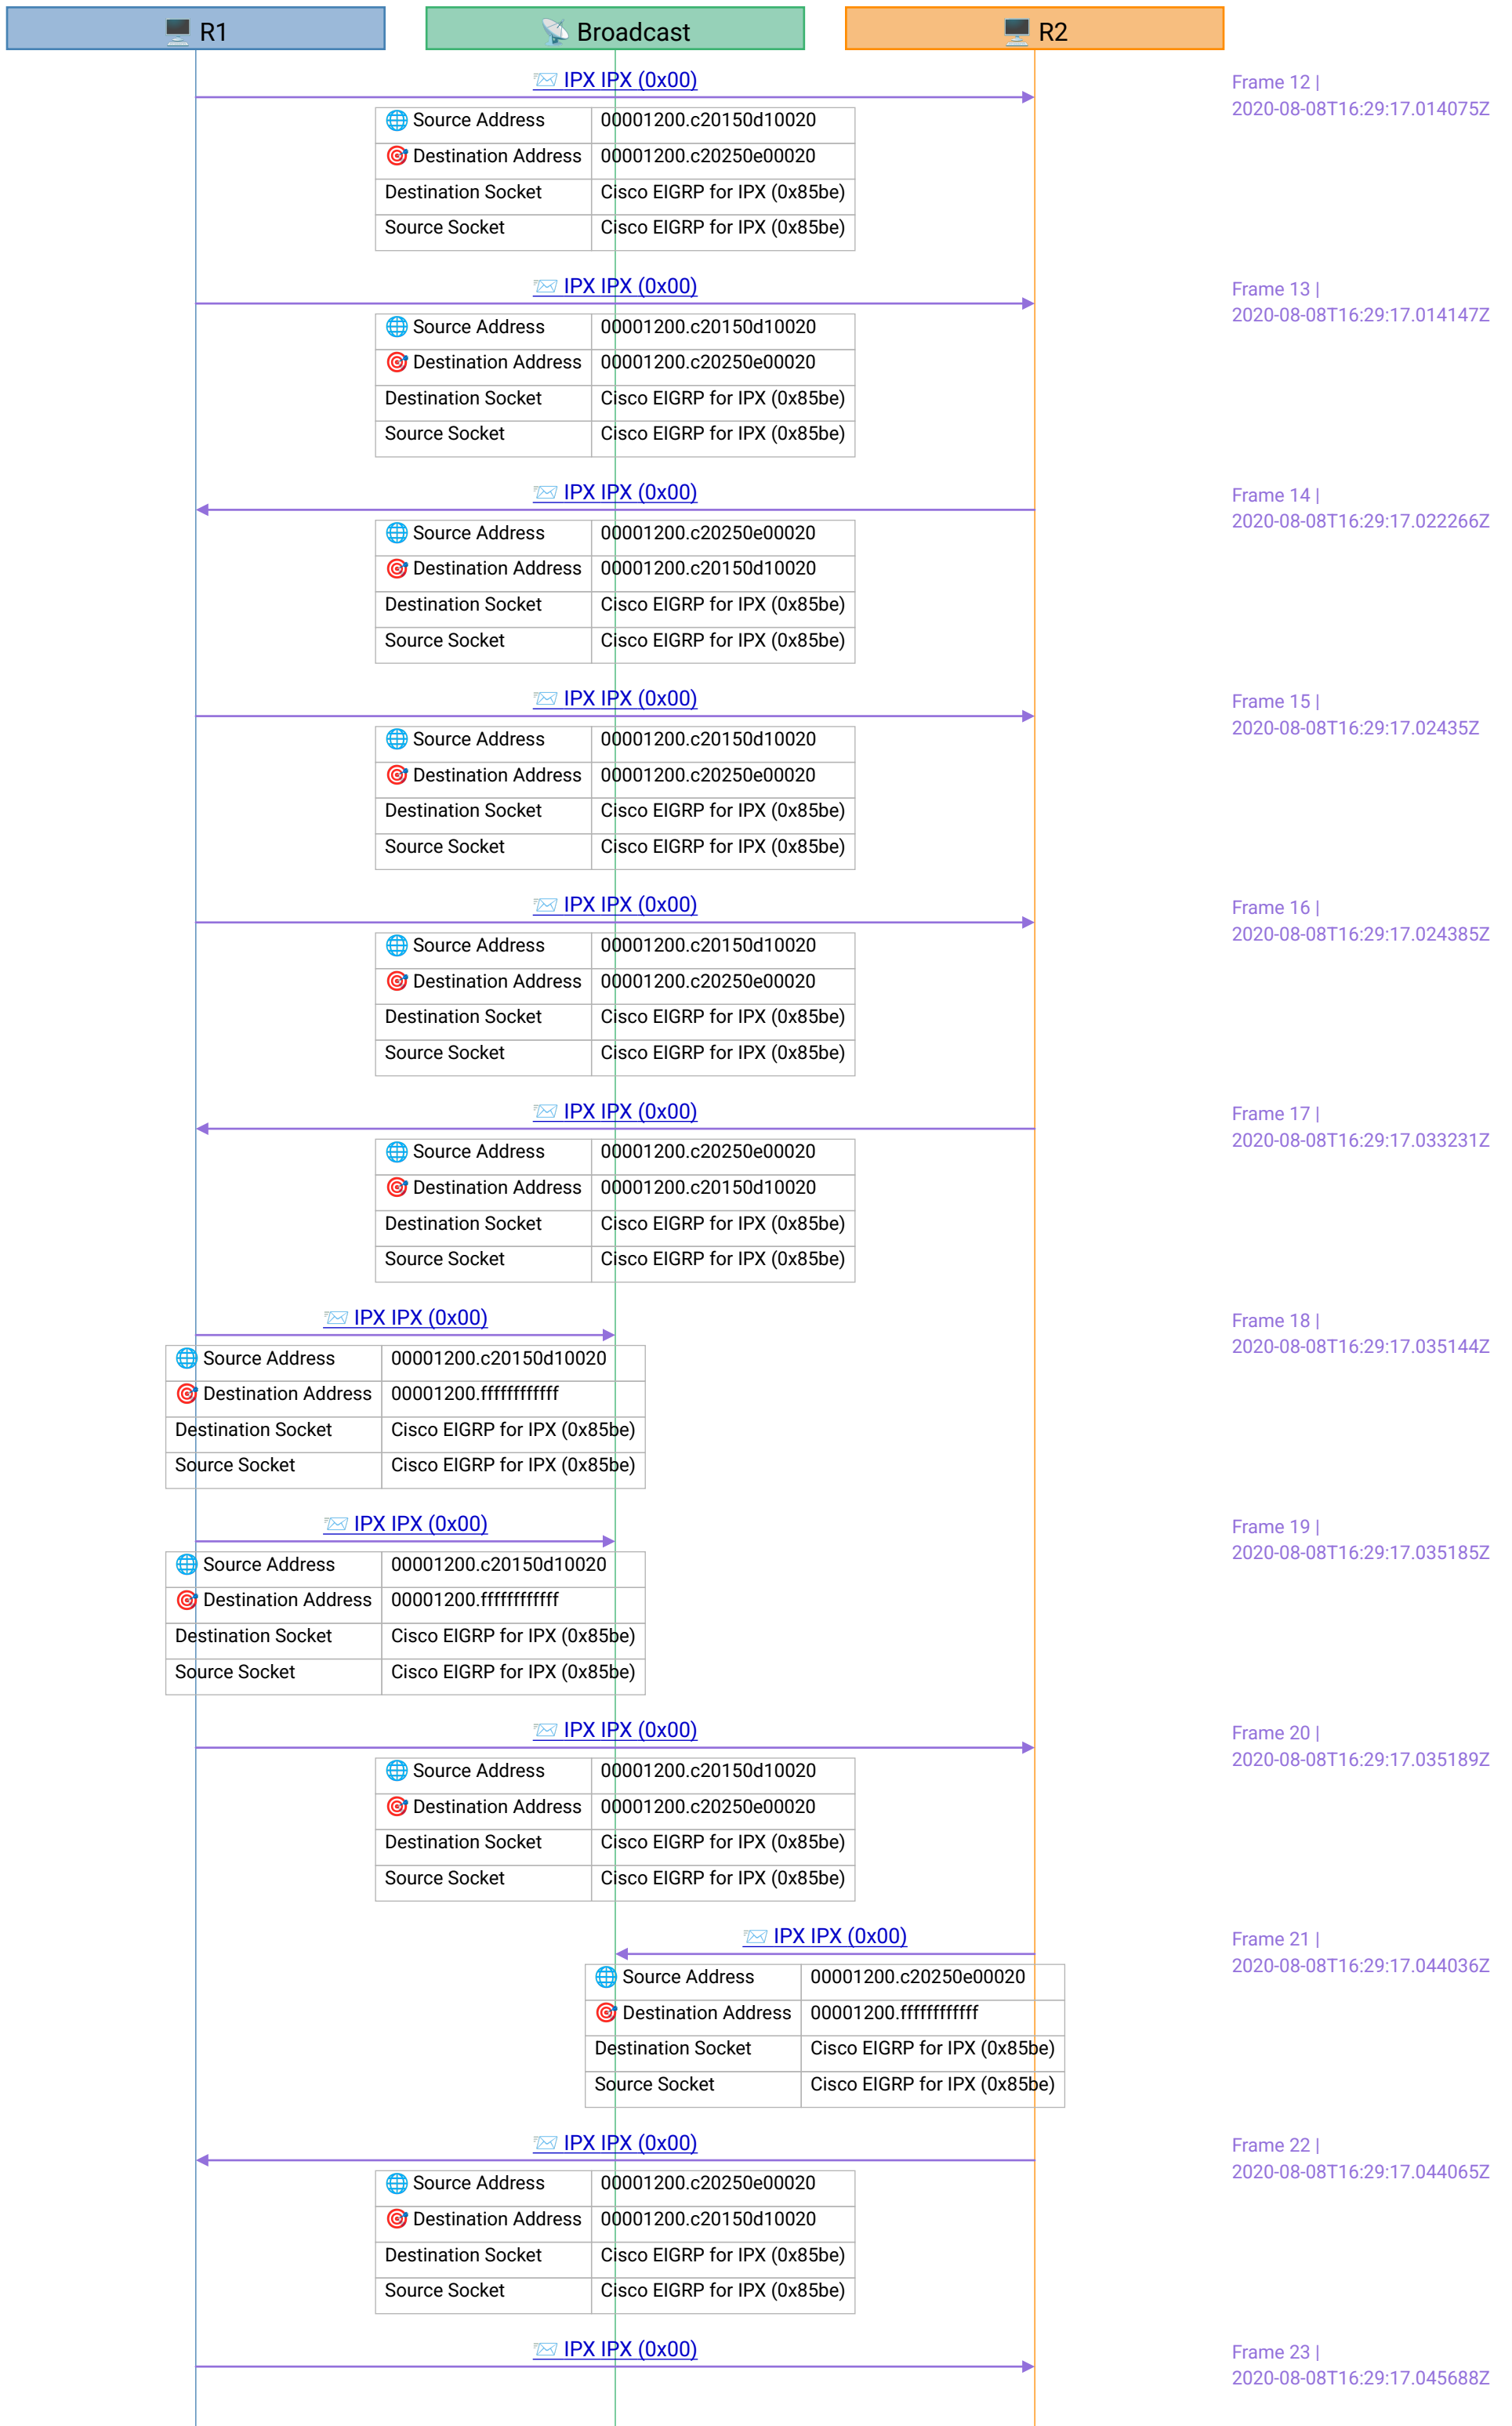 R1
Broadcast
R2
IPX IPX (0x00)
Frame 12 |
2020-08-08T16:29:17.014075Z
Source Address 00001200.c20150d10020
Destination Address 00001200.c20250e00020
Destination Socket Cisco EIGRP for IPX (0x85be)
Source Socket Cisco EIGRP for IPX (0x85be)
IPX IPX (0x00)
Frame 13 |
2020-08-08T16:29:17.014147Z
Source Address 00001200.c20150d10020
Destination Address 00001200.c20250e00020
Destination Socket Cisco EIGRP for IPX (0x85be)
Source Socket Cisco EIGRP for IPX (0x85be)
IPX IPX (0x00)
Frame 14 |
2020-08-08T16:29:17.022266Z
Source Address 00001200.c20250e00020
Destination Address 00001200.c20150d10020
Destination Socket Cisco EIGRP for IPX (0x85be)
Source Socket Cisco EIGRP for IPX (0x85be)
IPX IPX (0x00)
Frame 15 |
2020-08-08T16:29:17.02435Z
Source Address 00001200.c20150d10020
Destination Address 00001200.c20250e00020
Destination Socket Cisco EIGRP for IPX (0x85be)
Source Socket Cisco EIGRP for IPX (0x85be)
IPX IPX (0x00)
Frame 16 |
2020-08-08T16:29:17.024385Z
Source Address 00001200.c20150d10020
Destination Address 00001200.c20250e00020
Destination Socket Cisco EIGRP for IPX (0x85be)
Source Socket Cisco EIGRP for IPX (0x85be)
IPX IPX (0x00)
Frame 17 |
2020-08-08T16:29:17.033231Z
Source Address 00001200.c20250e00020
Destination Address 00001200.c20150d10020
Destination Socket Cisco EIGRP for IPX (0x85be)
Source Socket Cisco EIGRP for IPX (0x85be)
IPX IPX (0x00)
Frame 18 |
2020-08-08T16:29:17.035144Z
Source Address 00001200.c20150d10020
Destination Address 00001200.ffffffffffff
Destination Socket Cisco EIGRP for IPX (0x85be)
Source Socket Cisco EIGRP for IPX (0x85be)
IPX IPX (0x00)
Frame 19 |
2020-08-08T16:29:17.035185Z
Source Address 00001200.c20150d10020
Destination Address 00001200.ffffffffffff
Destination Socket Cisco EIGRP for IPX (0x85be)
Source Socket Cisco EIGRP for IPX (0x85be)
IPX IPX (0x00)
Frame 20 |
2020-08-08T16:29:17.035189Z
Source Address 00001200.c20150d10020
Destination Address 00001200.c20250e00020
Destination Socket Cisco EIGRP for IPX (0x85be)
Source Socket Cisco EIGRP for IPX (0x85be)
IPX IPX (0x00)
Frame 21 |
2020-08-08T16:29:17.044036Z
Source Address 00001200.c20250e00020
Destination Address 00001200.ffffffffffff
Destination Socket Cisco EIGRP for IPX (0x85be)
Source Socket Cisco EIGRP for IPX (0x85be)
IPX IPX (0x00)
Frame 22 |
2020-08-08T16:29:17.044065Z
Source Address 00001200.c20250e00020
Destination Address 00001200.c20150d10020
Destination Socket Cisco EIGRP for IPX (0x85be)
Source Socket Cisco EIGRP for IPX (0x85be)
IPX IPX (0x00)
Frame 23 |
2020-08-08T16:29:17.045688Z